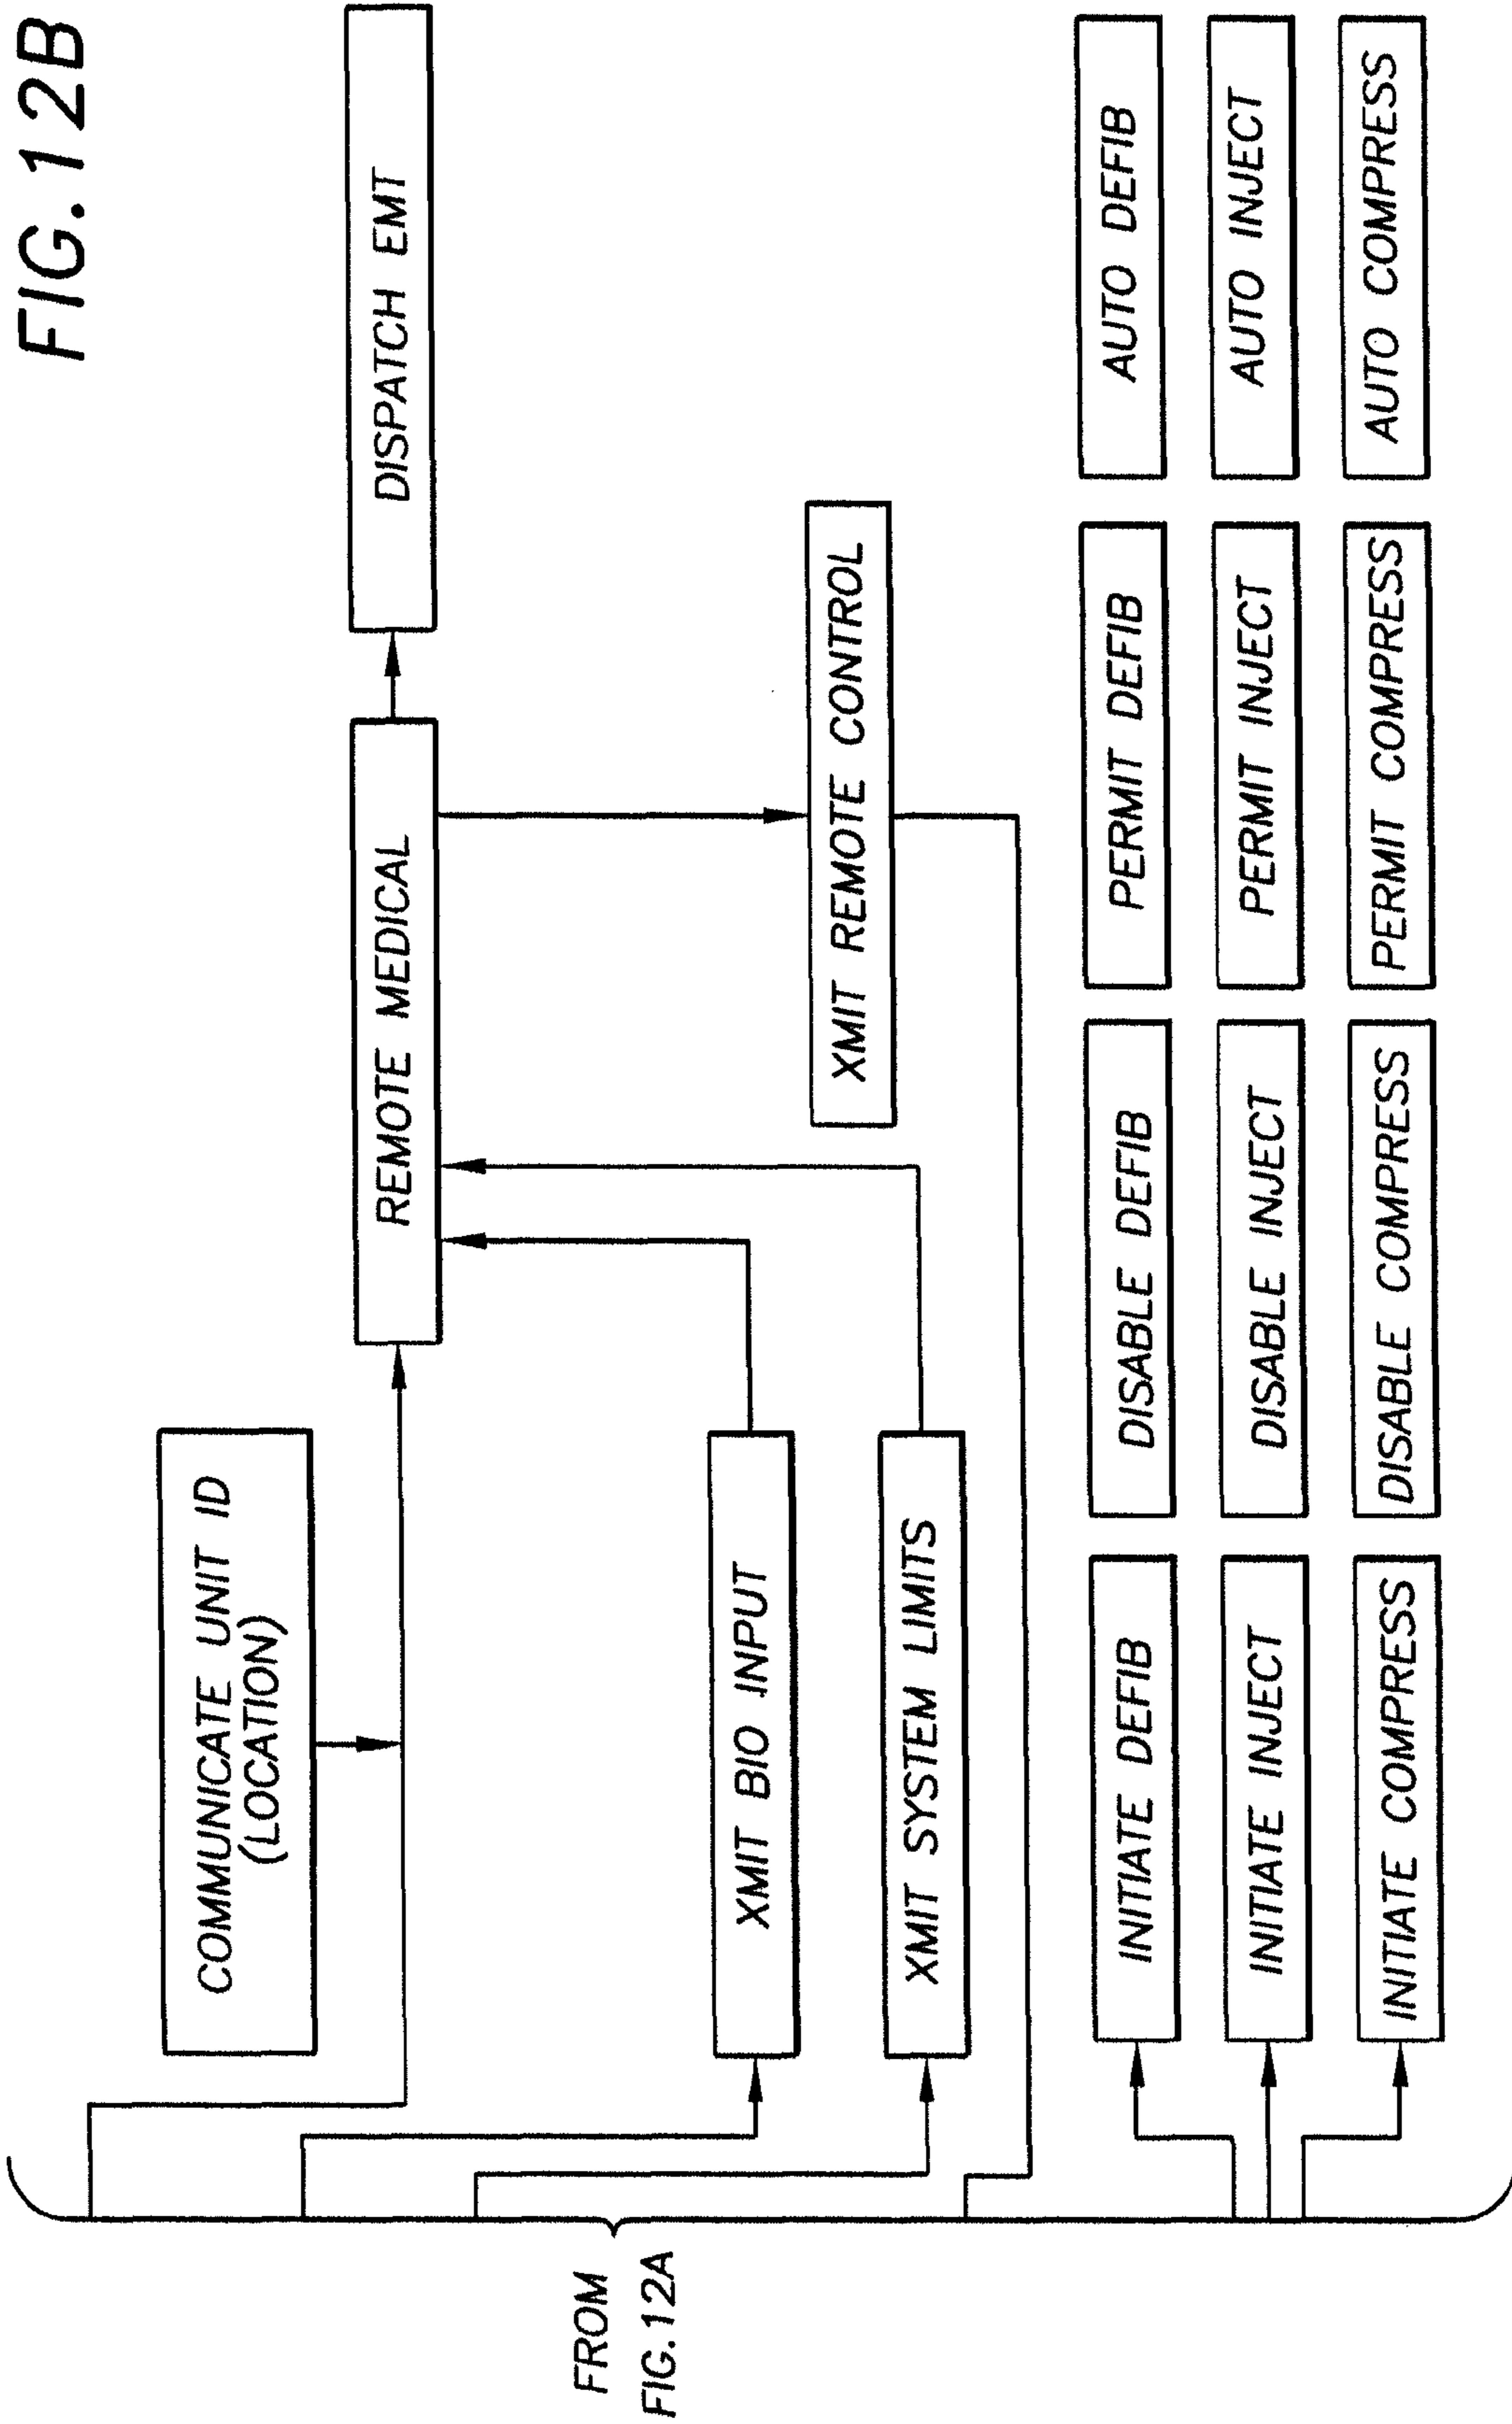 FIG. 12B
COMMUNICATE UNIT ID
(LOCATION)
REMOTE MEDICAL
DISPATCH EMT
XMIT BIO INPUT
XMIT REMOTE CONTROL
XMIT SYSTEM LIMITS
FROM
FIG. 12A
INITIATE DEFIB
DISABLE DEFIB
PERMIT DEFIB
AUTO DEFIB
INITIATE INJECT
DISABLE INJECT
PERMIT INJECT
AUTO INJECT
INITIATE COMPRESS
DISABLE COMPRESS
PERMIT COMPRESS
AUTO COMPRESS